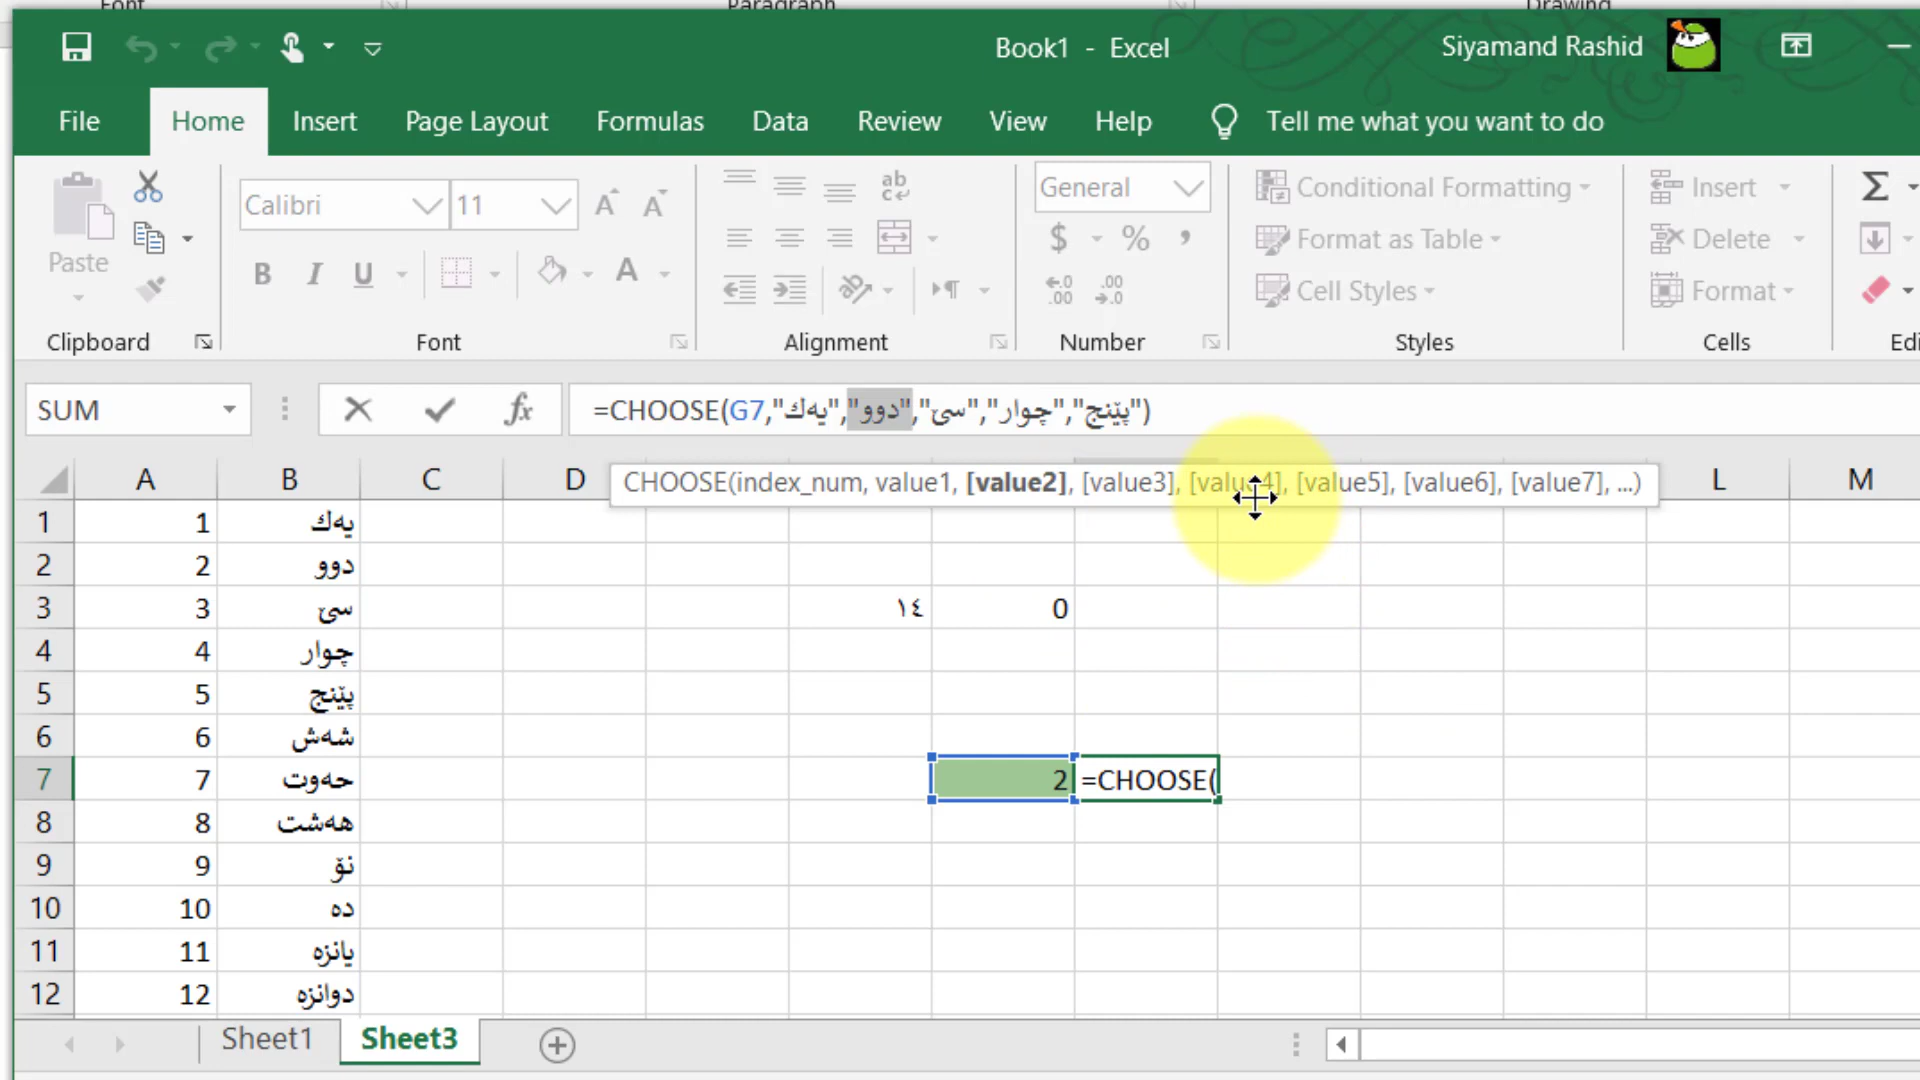 Font Paragraph Drawing
Book1 - Excel Siyamand Rashid
File Home Insert Page Layout Formulas Data Review View Help Tell me what you want to do
Calibri 11 General Conditional Formatting Insert
Paste $ % Format as Table Delete
B I U A Cell Styles Format
Clipboard Font Alignment Number Styles Cells Edi
SUM fx =CHOOSE(G7,"یەك","دوو","سێ","چوار","پێنج")
CHOOSE(index_num, value1, [value2], [value3], [value4], [value5], [value6], [value7], ...)
A B C D L M
1 1 یەك
2 2 دوو
3 3 سێ ١٤ 0
4 4 چوار
5 5 پێنج
6 6 شەش
7 7 حەوت 2 =CHOOSE(
8 8 هەشت
9 9 نۆ
10 10 دە
11 11 یانزە
12 12 دوانزە
Sheet1 Sheet3